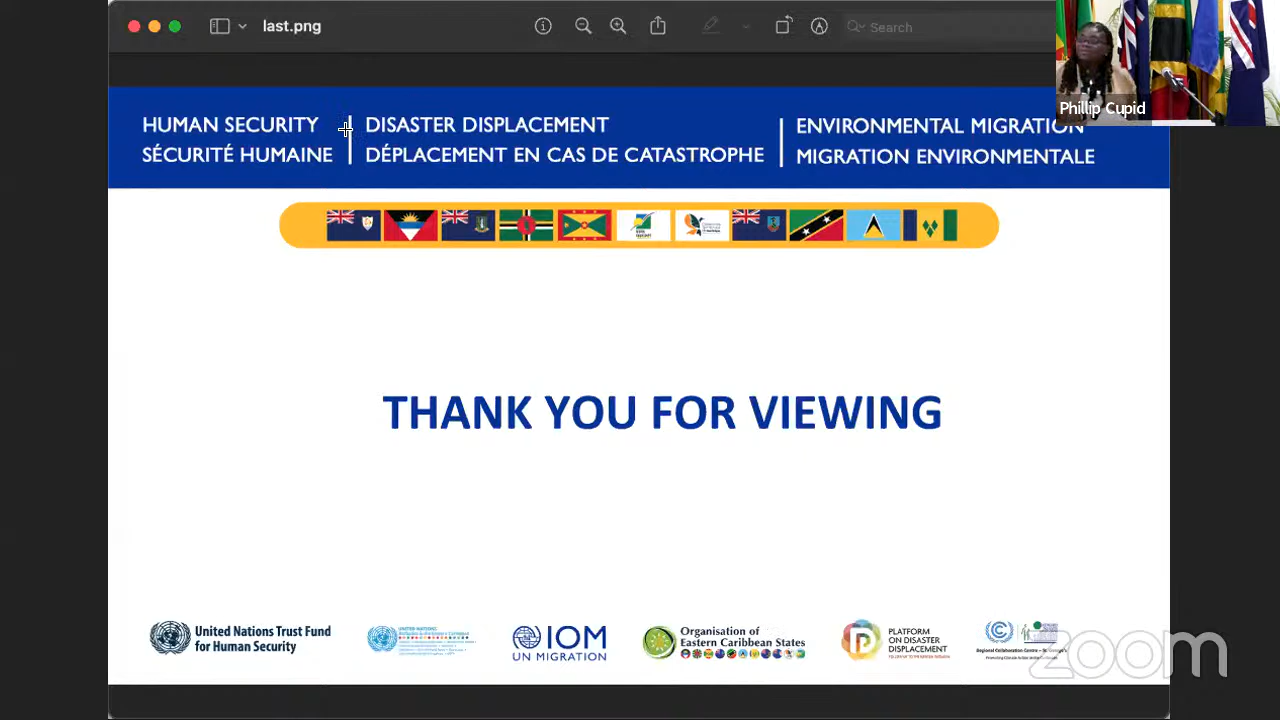 last.png
Search
Phillip Cupid
HUMAN SECURITY
SÉCURITÉ HUMAINE
DISASTER DISPLACEMENT
DÉPLACEMENT EN CAS DE CATASTROPHE
ENVIRONMENTAL MIGRATION
MIGRATION ENVIRONMENTALE
THANK YOU FOR VIEWING
United Nations Trust Fund
for Human Security
UNITED NATIONS
IOM
UN MIGRATION
Organisation of
Eastern Caribbean States
PLATFORM
ON DISASTER
DISPLACEMENT
zoom